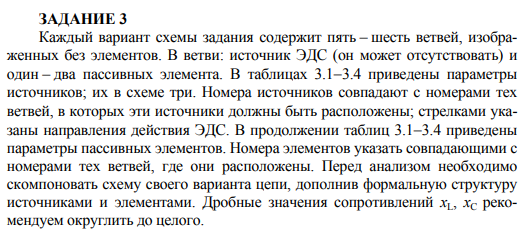 ЗАДАНИЕ 3
Каждый вариант схемы задания содержит пять – шесть ветвей, изобра-
женных без элементов. В ветви: источник ЭДС (он может отсутствовать) и
один – два пассивных элемента. В таблицах 3.1–3.4 приведены параметры
источников; их в схеме три. Номера источников совпадают с номерами тех
ветвей, в которых эти источники должны быть расположены; стрелками ука-
заны направления действия ЭДС. В продолжении таблиц 3.1–3.4 приведены
параметры пассивных элементов. Номера элементов указать совпадающими с
номерами тех ветвей, где они расположены. Перед анализом необходимо
скомпоновать схему своего варианта цепи, дополнив формальную структуру
источниками и элементами. Дробные значения сопротивлений xL, xC реко-
мендуем округлить до целого.